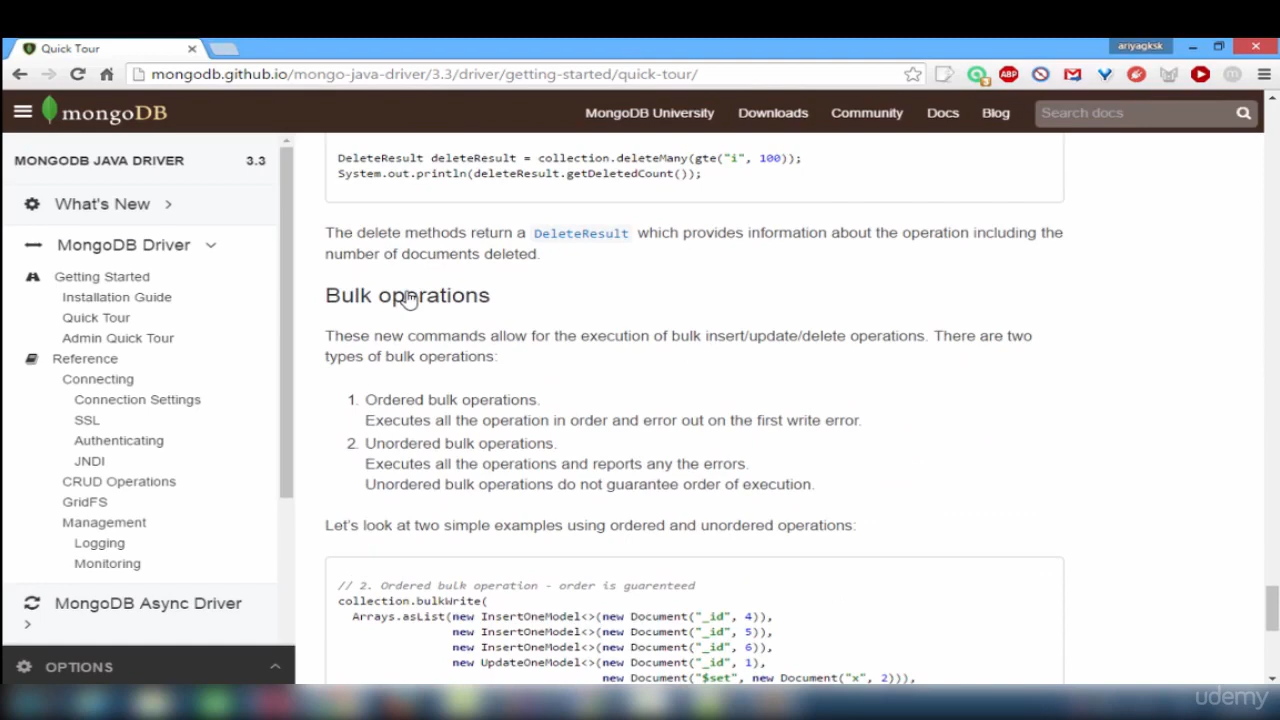 Quick Tour
ariyagksk
mongodb.github.io/mongo-java-driver/3.3/driver/getting-started/quick-tour/
ABP
mongoDB
MongoDB University Downloads Community Docs Blog Search docs
MONGODB JAVA DRIVER 3.3
What's New
MongoDB Driver
Getting Started
Installation Guide
Quick Tour
Admin Quick Tour
Reference
Connecting
Connection Settings
SSL
Authenticating
JNDI
CRUD Operations
GridFS
Management
Logging
Monitoring
MongoDB Async Driver
OPTIONS
DeleteResult deleteResult = collection.deleteMany(gte("i", 100));
System.out.println(deleteResult.getDeletedCount());
The delete methods return a DeleteResult which provides information about the operation including the
number of documents deleted.
Bulk operations
These new commands allow for the execution of bulk insert/update/delete operations. There are two
types of bulk operations:
1. Ordered bulk operations.
Executes all the operation in order and error out on the first write error.
2. Unordered bulk operations.
Executes all the operations and reports any the errors.
Unordered bulk operations do not guarantee order of execution.
Let's look at two simple examples using ordered and unordered operations:
// 2. Ordered bulk operation - order is guarenteed
collection.bulkWrite(
Arrays.asList(new InsertOneModel<>(new Document("_id", 4)),
new InsertOneModel<>(new Document("_id", 5)),
new InsertOneModel<>(new Document("_id", 6)),
new UpdateOneModel<>(new Document("_id", 1),
new Document("$set", new Document("x", 2))),
udemy